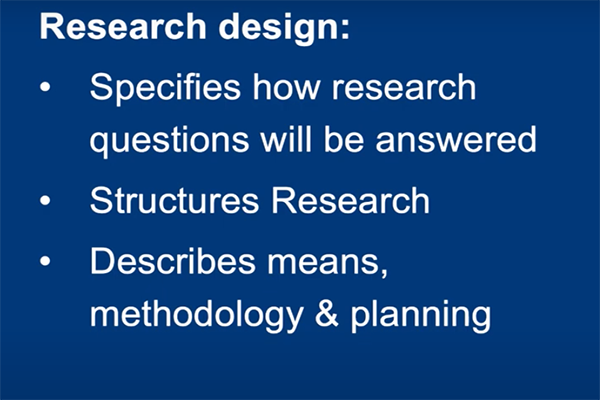 Research design:
• Specifies how research
questions will be answered
• Structures Research
• Describes means,
methodology & planning